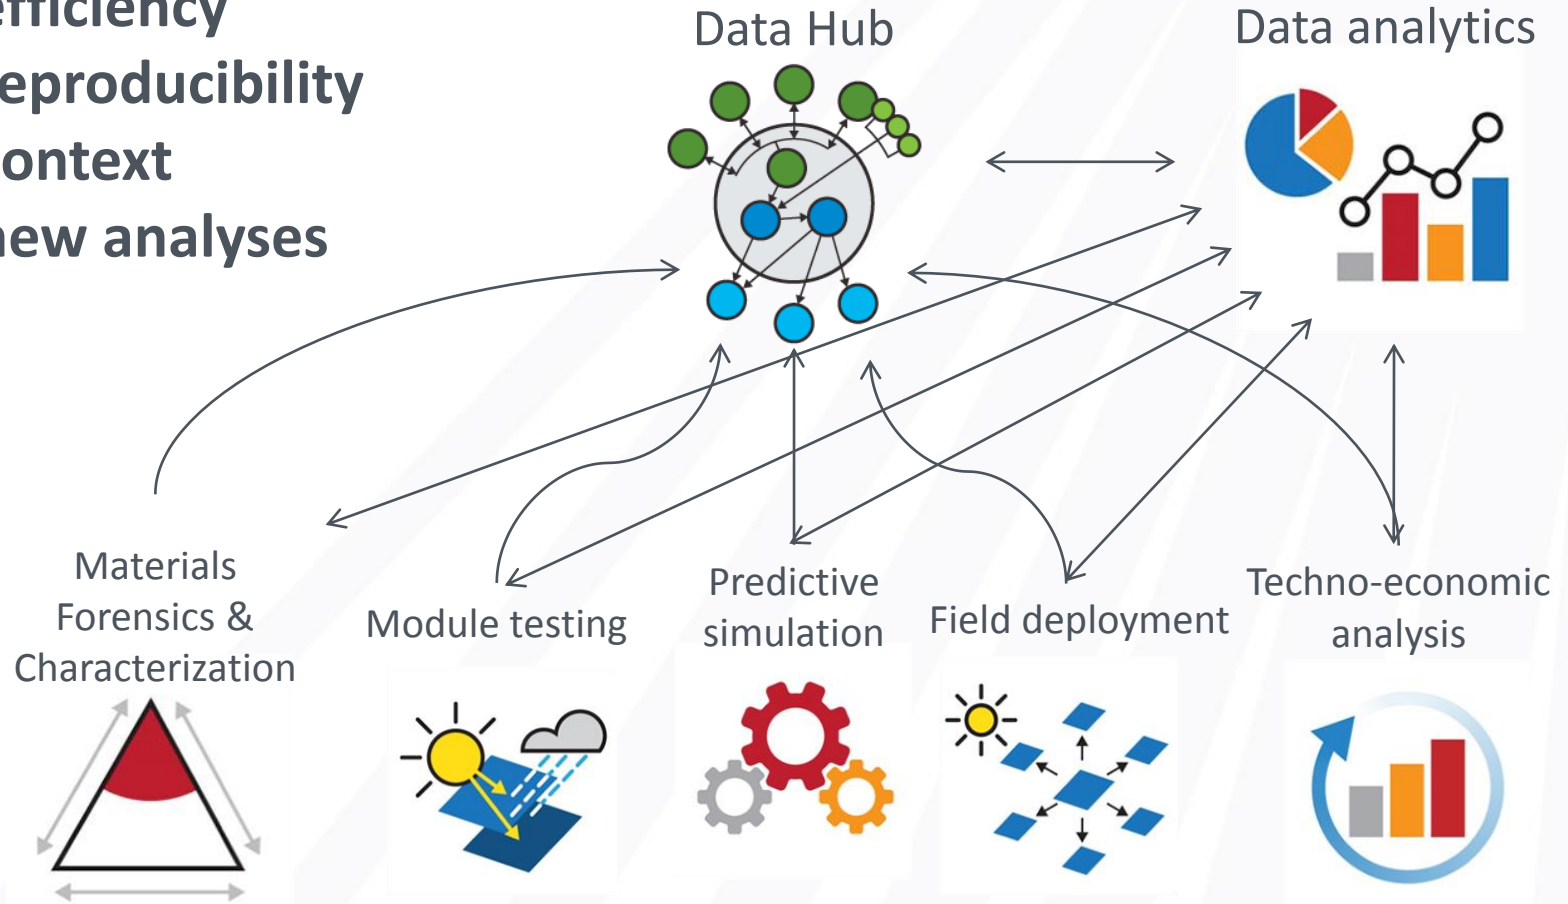 efficiency
eproducibility
ontext
new analyses
Data Hub
Data analytics
Materials
Forensics &
Characterization
Module testing
Predictive
simulation
Field deployment
Techno-economic
analysis